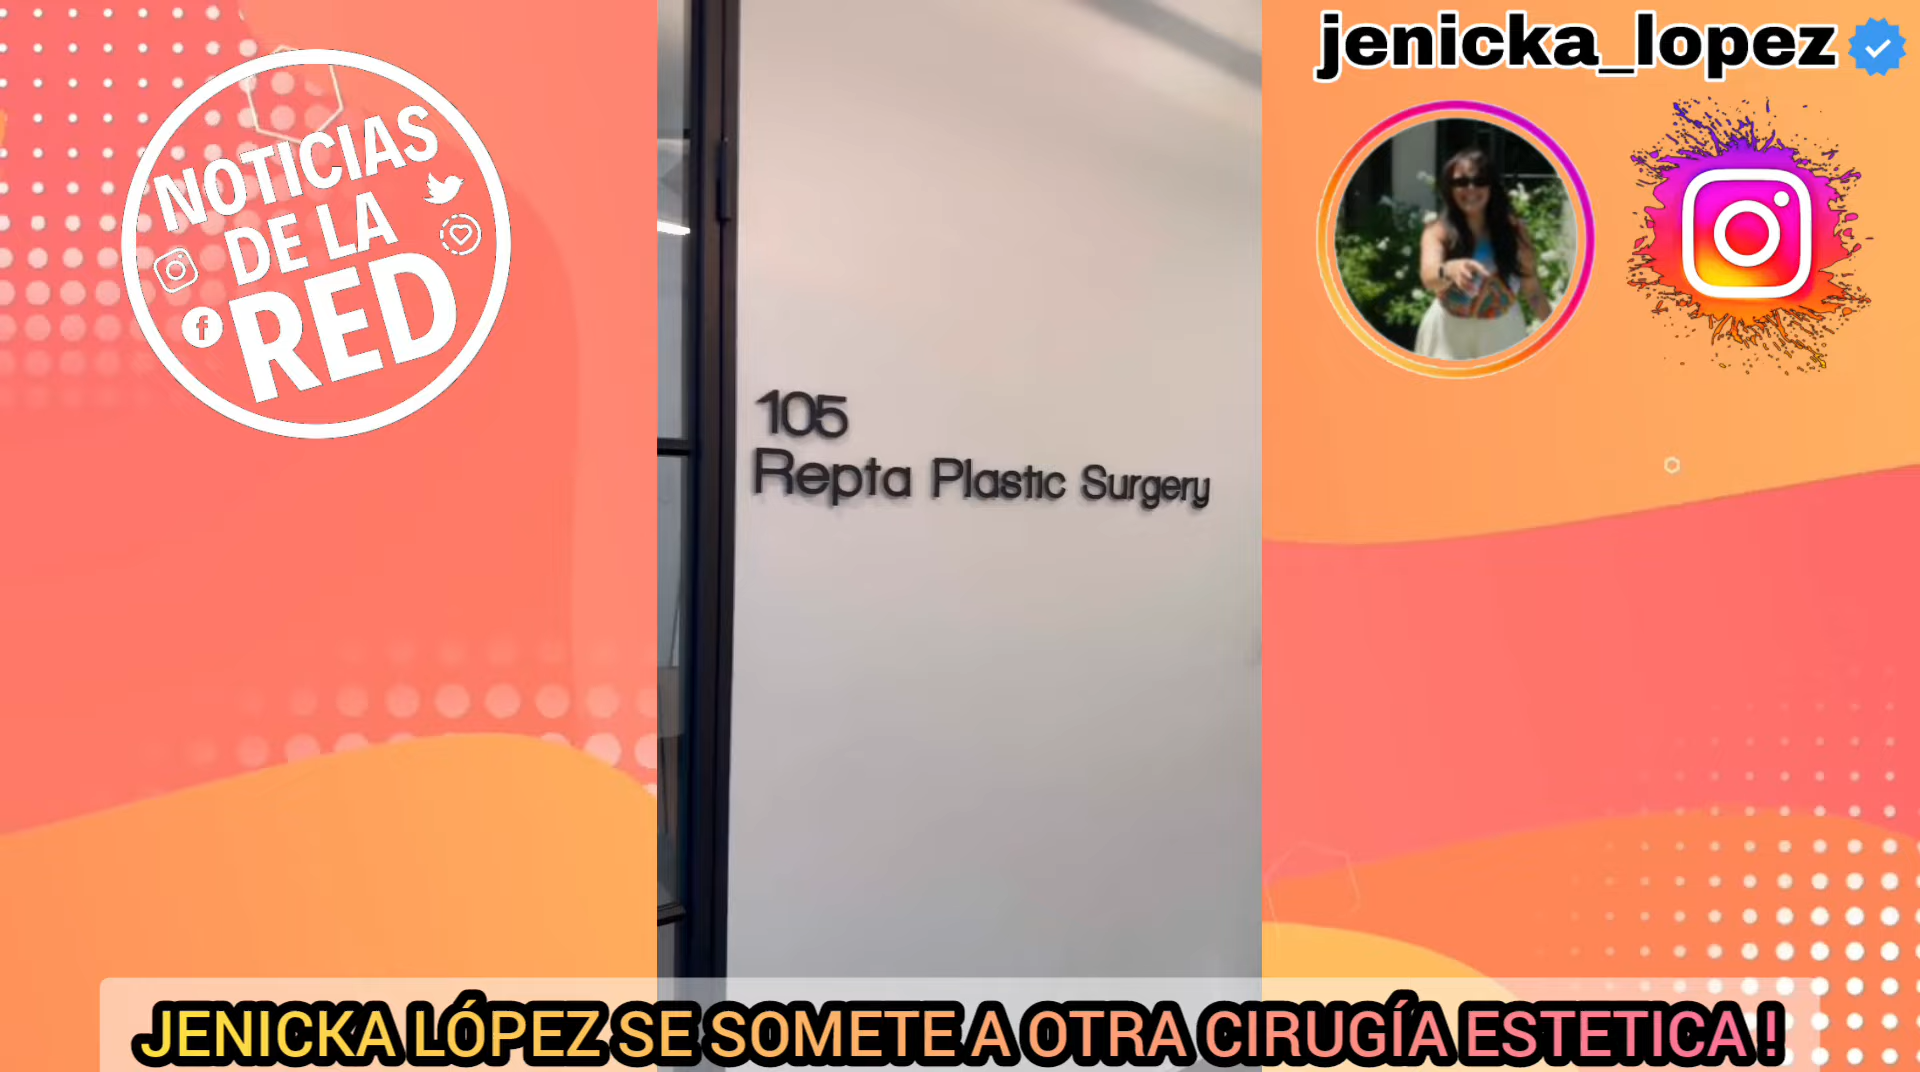 NOTICIAS
DE LA
RED
jenicka_lopez
105
Repta Plastic Surgery
JENICKA LÓPEZ SE SOMETE A OTRA CIRUGÍA ESTETICA !